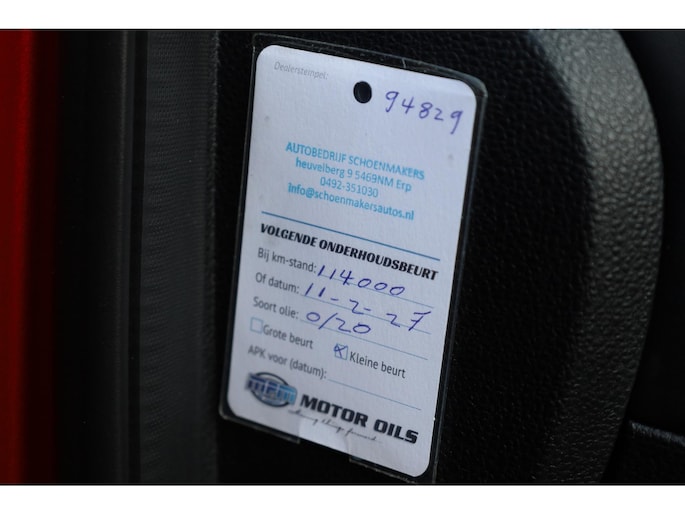 Dealerstempel:
94829
AUTOBEDRIJF SCHOENMAKERS
heuvelberg 9 5469NM Erp
0492-351030
info@schoenmakersautos.nl
VOLGENDE ONDERHOUDSBEURT
Bij km-stand: 114000
Of datum: 11-2-27
Soort olie: 0/20
Grote beurt Kleine beurt
APK voor (datum):
MPM MOTOR OILS